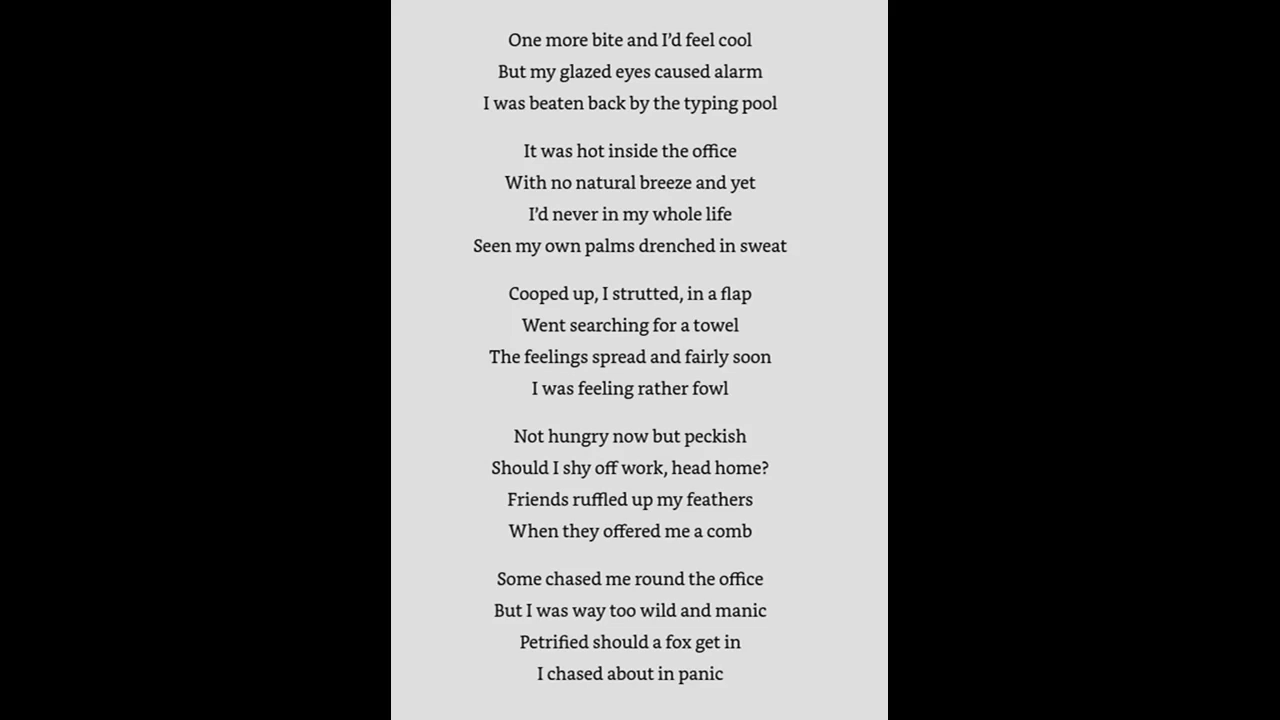 One more bite and I’d feel cool
But my glazed eyes caused alarm
I was beaten back by the typing pool
It was hot inside the office
With no natural breeze and yet
I’d never in my whole life
Seen my own palms drenched in sweat
Cooped up, I strutted, in a flap
Went searching for a towel
The feelings spread and fairly soon
I was feeling rather fowl
Not hungry now but peckish
Should I shy off work, head home?
Friends ruffled up my feathers
When they offered me a comb
Some chased me round the office
But I was way too wild and manic
Petrified should a fox get in
I chased about in panic